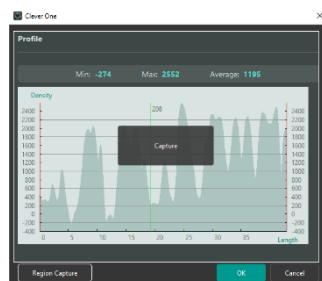 Clever One
Profile
Min: -274 Max: 2552 Average: 1195
Density
208
2400 2400
2200 2200
2000 2000
1800 1800
1600 1600
1400 1400
1200 1200
1000 1000
800 800
600 600
400 400
200 200
0 0
-200 -200
-400 -400
0 5 10 15 20 25 30 35
Length
Capture
Region Capture OK Cancel